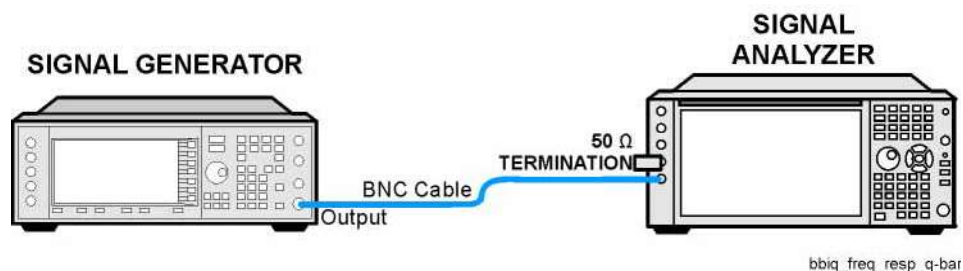 SIGNAL GENERATOR
SIGNAL
ANALYZER
50 Ω
TERMINATION
BNC Cable
Output
bbiq_freq_resp_q-bar